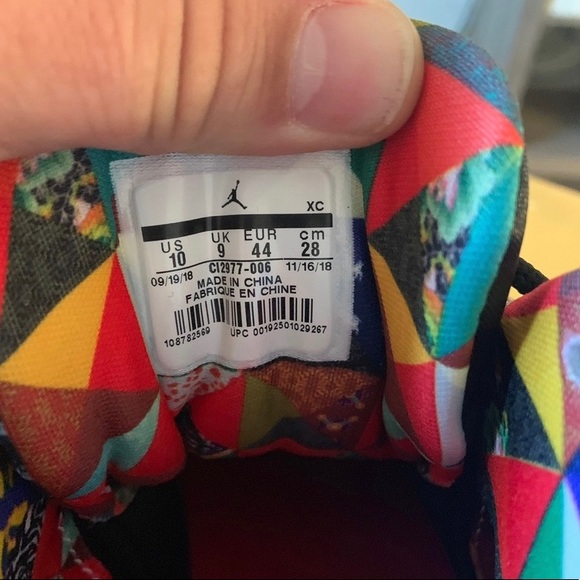 XC
US UK EUR cm
10 9 44 28
09/19/18 CI2977-006 11/16/18
MADE IN CHINA
FABRIQUE EN CHINE
108782569 UPC 00192501029267